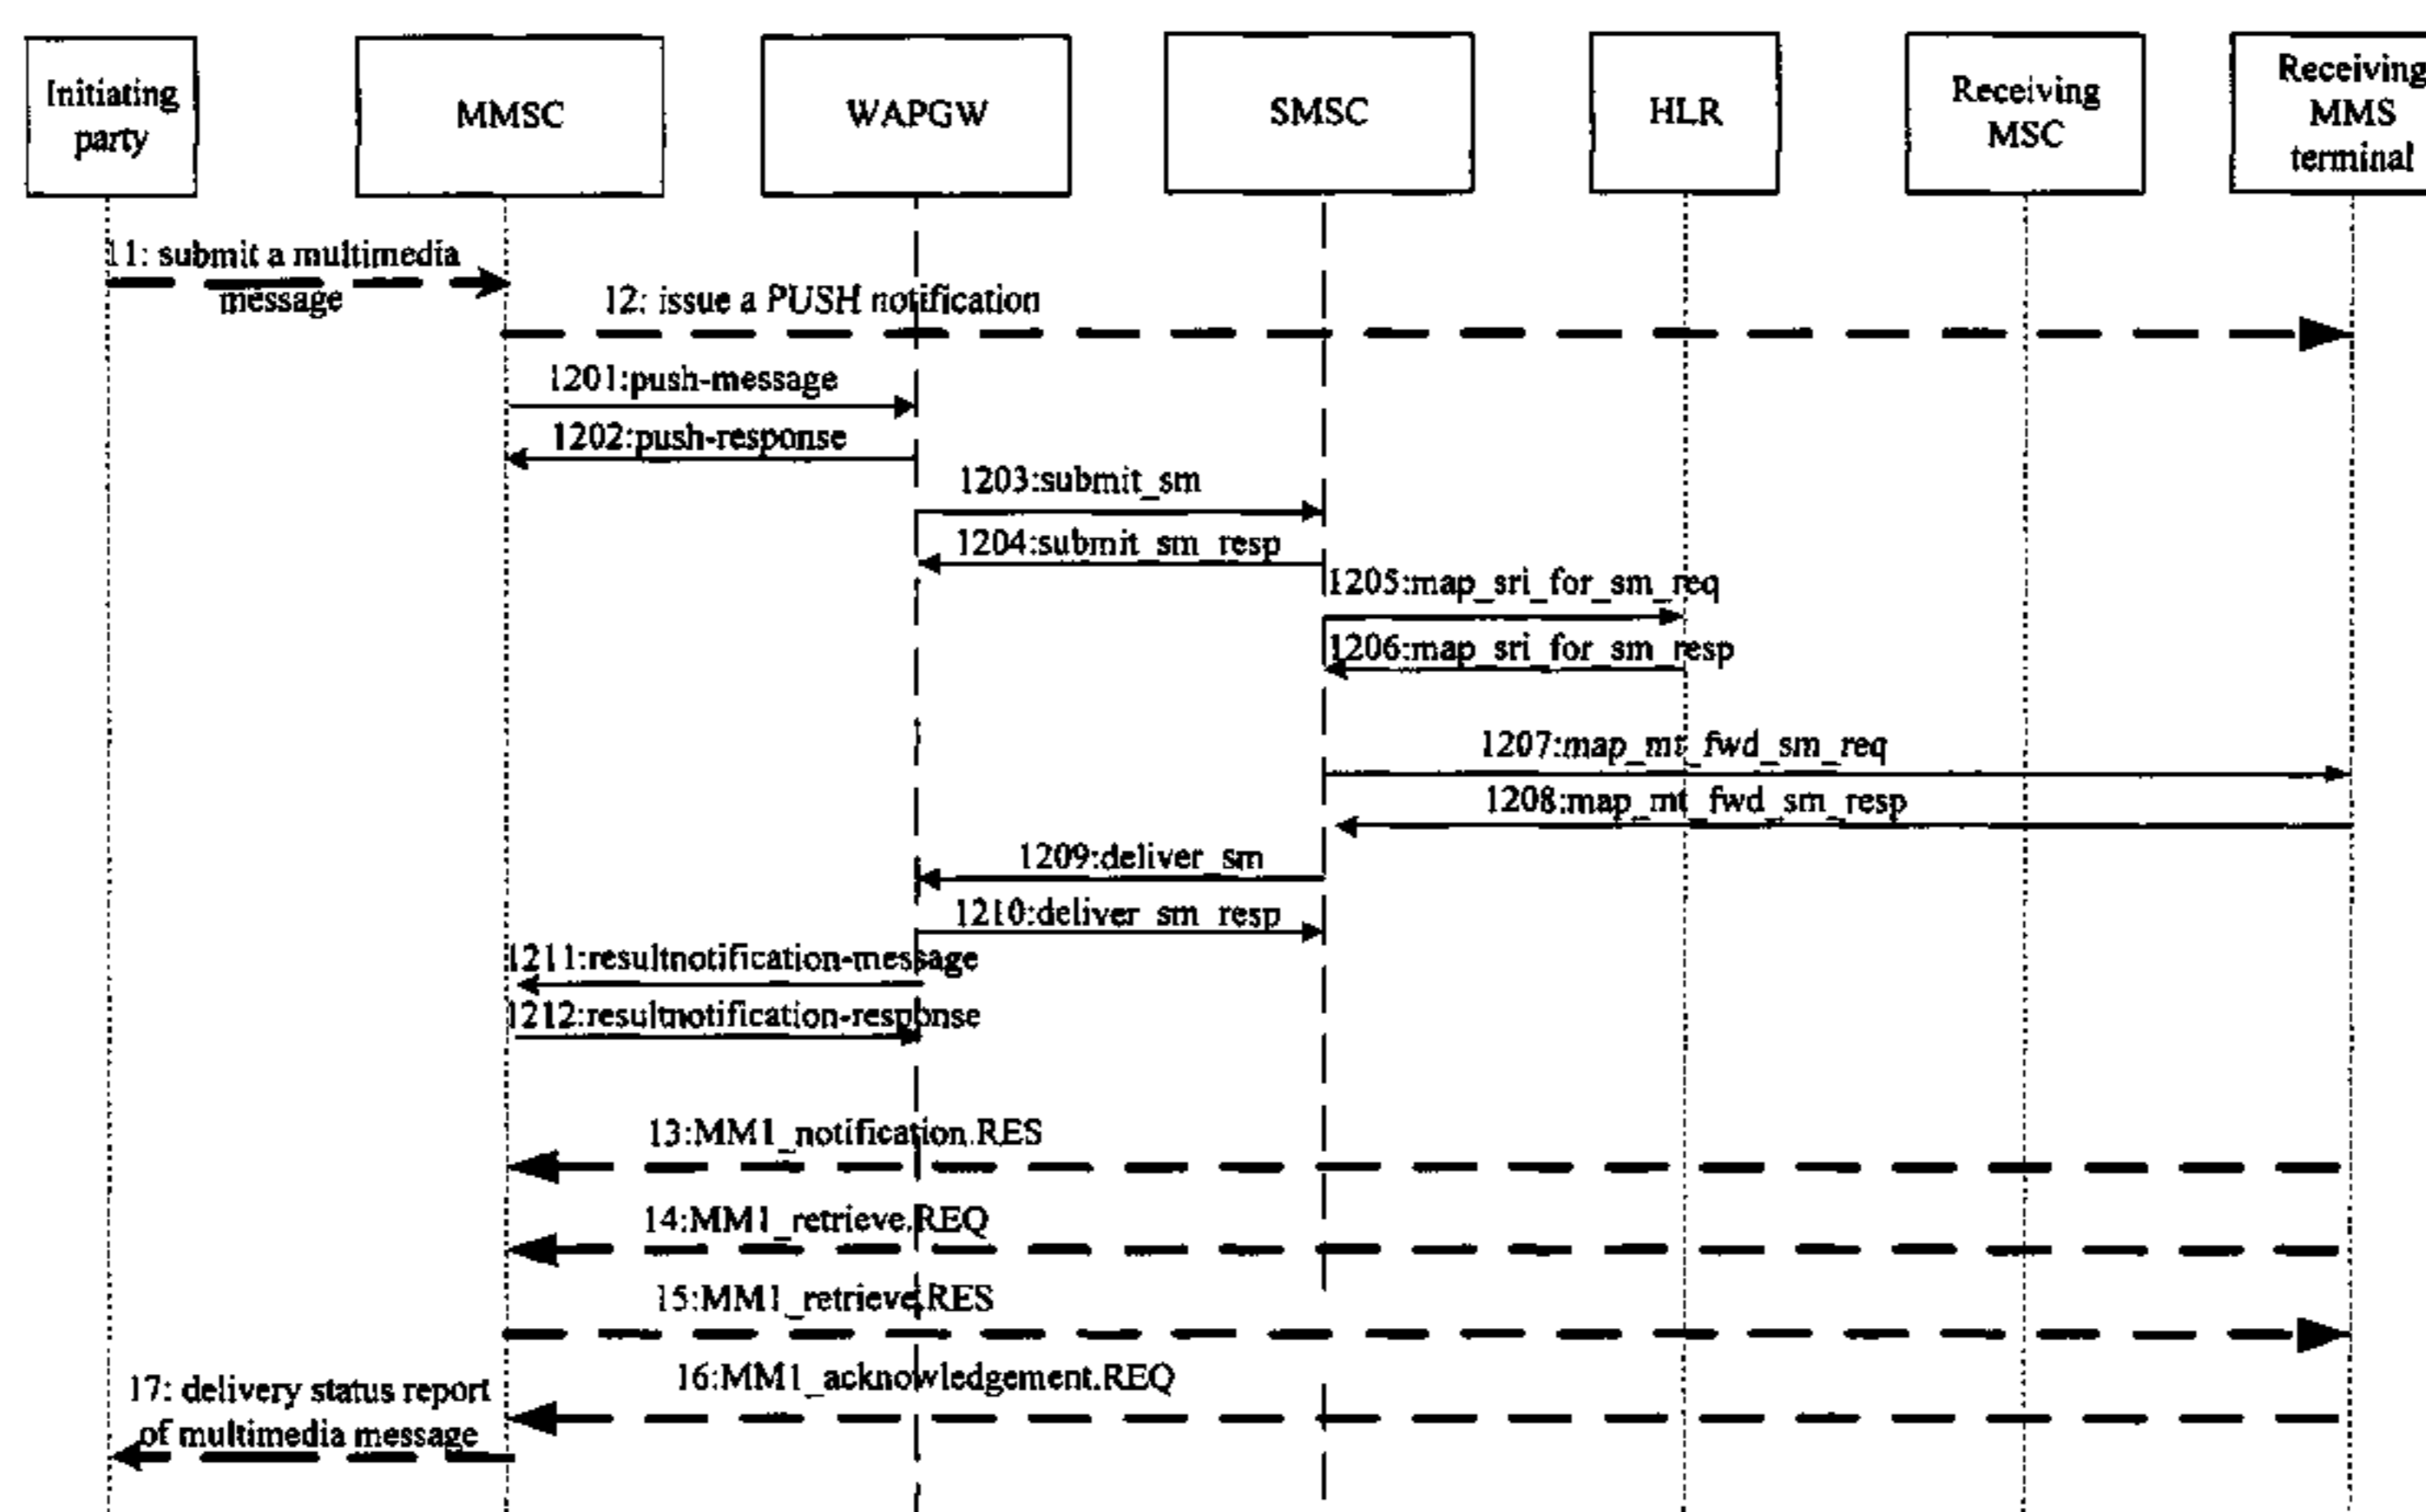 Initiating
party
MMSC
WAPGW
SMSC
HLR
Receiving
MSC
Receiving
MMS
terminal
11: submit a multimedia
message
12: issue a PUSH notification
1201:push-message
1202:push-response
1203:submit_sm
1204:submit_sm_resp
1205:map_sri_for_sm_req
1206:map_sri_for_sm_resp
1207:map_mt_fwd_sm_req
1208:map_mt_fwd_sm_resp
1209:deliver_sm
1210:deliver_sm_resp
1211:resultnotification-message
1212:resultnotification-response
13:MM1_notification.RES
14:MM1_retrieve.REQ
15:MM1_retrieve.RES
16:MM1_acknowledgement.REQ
17: delivery status report
of multimedia message